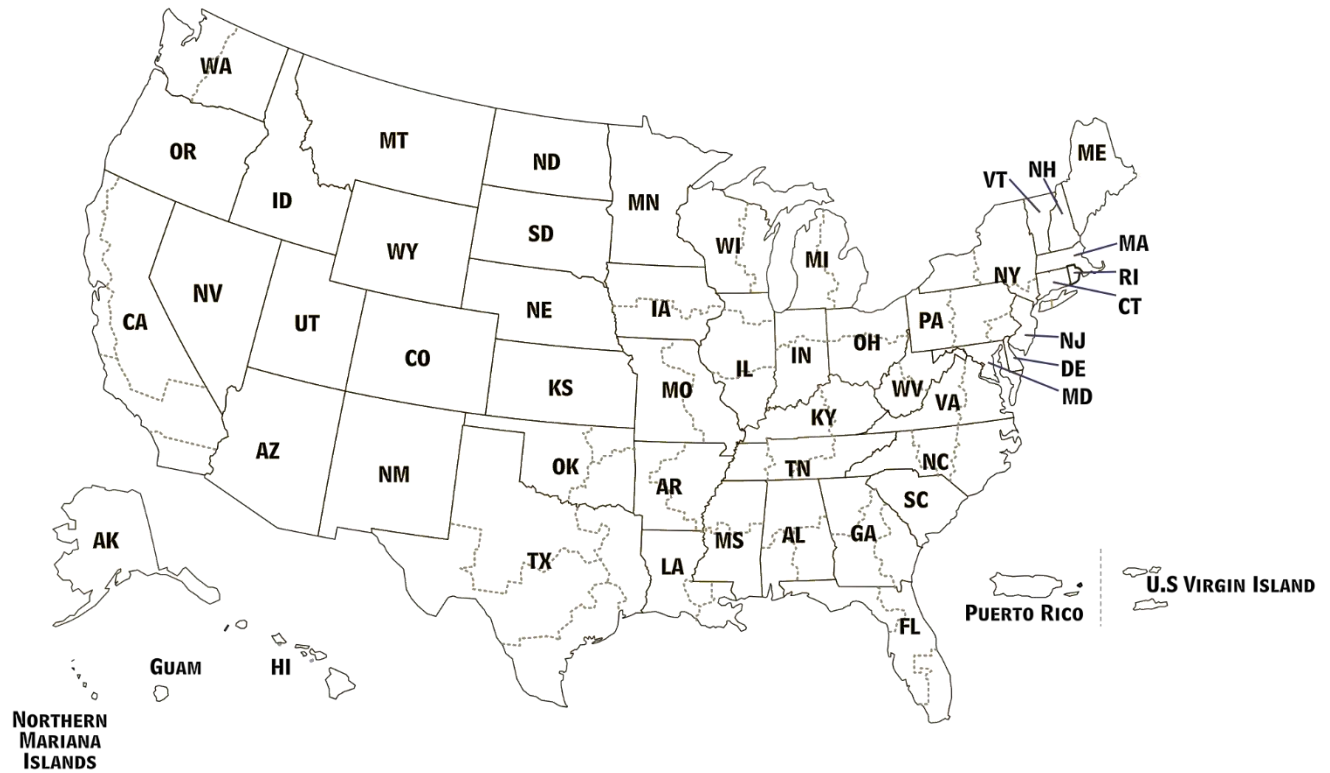 WA
MT
ND
OR
ID
MN
ME
VT
NH
SD
WY
WI
MI
MA
NY
RI
CT
NV
UT
NE
IA
CA
PA
NJ
CO
IL
IN
OH
DE
KS
MO
WV
VA
MD
KY
AZ
NM
OK
AR
TN
NC
SC
AK
TX
LA
MS
AL
GA
FL
PUERTO RICO
U.S VIRGIN ISLAND
GUAM
HI
NORTHERN
MARIANA
ISLANDS